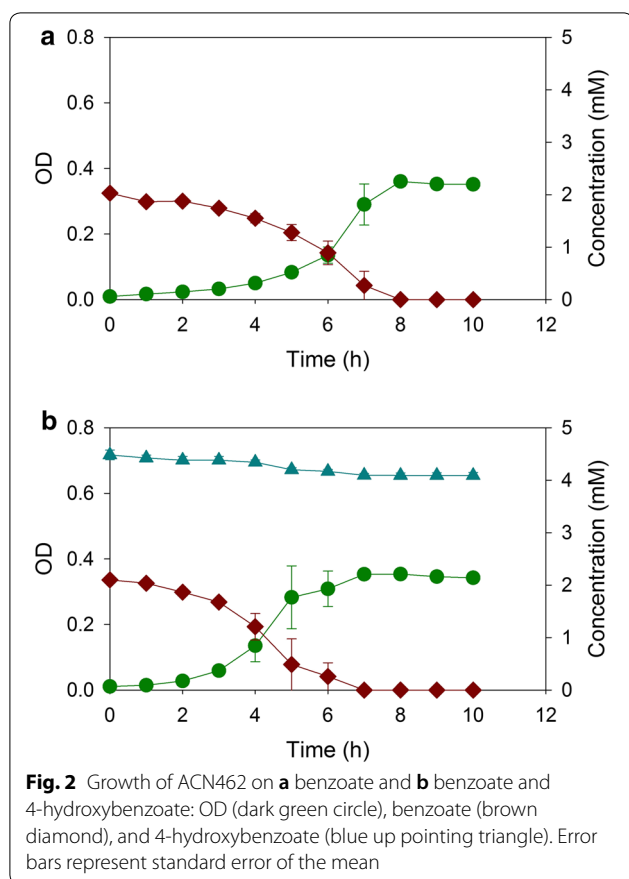 a
0.8
0.6
0.4
0.2
0.0
OD
5
4
3
2
1
0
Concentration (mM)
0 2 4 6 8 10 12
Time (h)
b
0.8
0.6
0.4
0.2
0.0
OD
5
4
3
2
1
0
Concentration (mM)
0 2 4 6 8 10 12
Time (h)
Fig. 2 Growth of ACN462 on a benzoate and b benzoate and
4-hydroxybenzoate: OD (dark green circle), benzoate (brown
diamond), and 4-hydroxybenzoate (blue up pointing triangle). Error
bars represent standard error of the mean